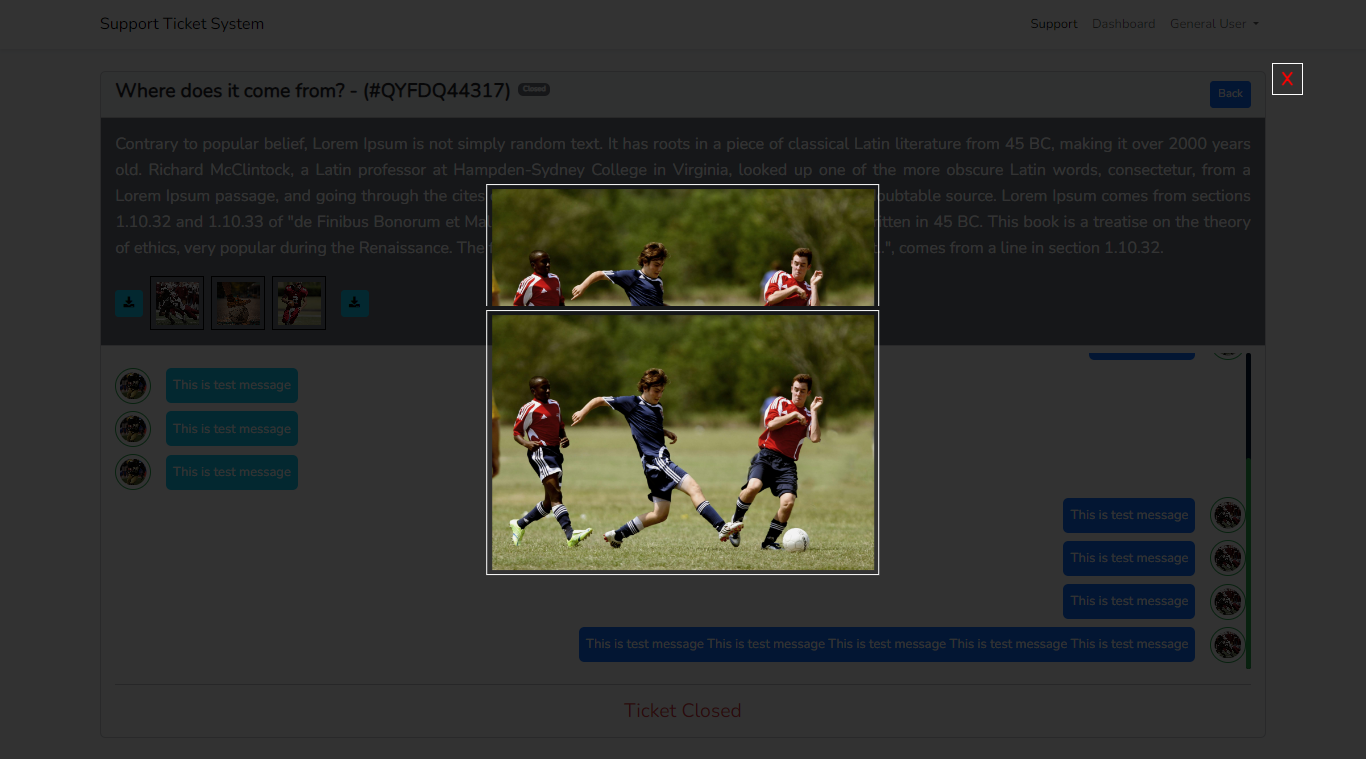 Support Ticket System
Support Dashboard General User
X
Where does it come from? - (#QYFDQ44317) Closed
Back
Contrary to popular belief, Lorem Ipsum is not simply random text. It has roots in a piece of classical Latin literature from 45 BC, making it over 2000 years
old. Richard McClintock, a Latin professor at Hampden-Sydney College in Virginia, looked up one of the more obscure Latin words, consectetur, from a
Lorem Ipsum passage, and going through the cites source. Lorem Ipsum comes from sections
1.10.32 and 1.10.33 of "de Finibus Bonorum et in 45 BC. This book is a treatise on the theory
of ethics, very popular during the Renaissance. The comes from a line in section 1.10.32.
This is test message
This is test message
This is test message
This is test message
This is test message
This is test message
This is test message This is test message This is test message This is test message This is test message
Ticket Closed